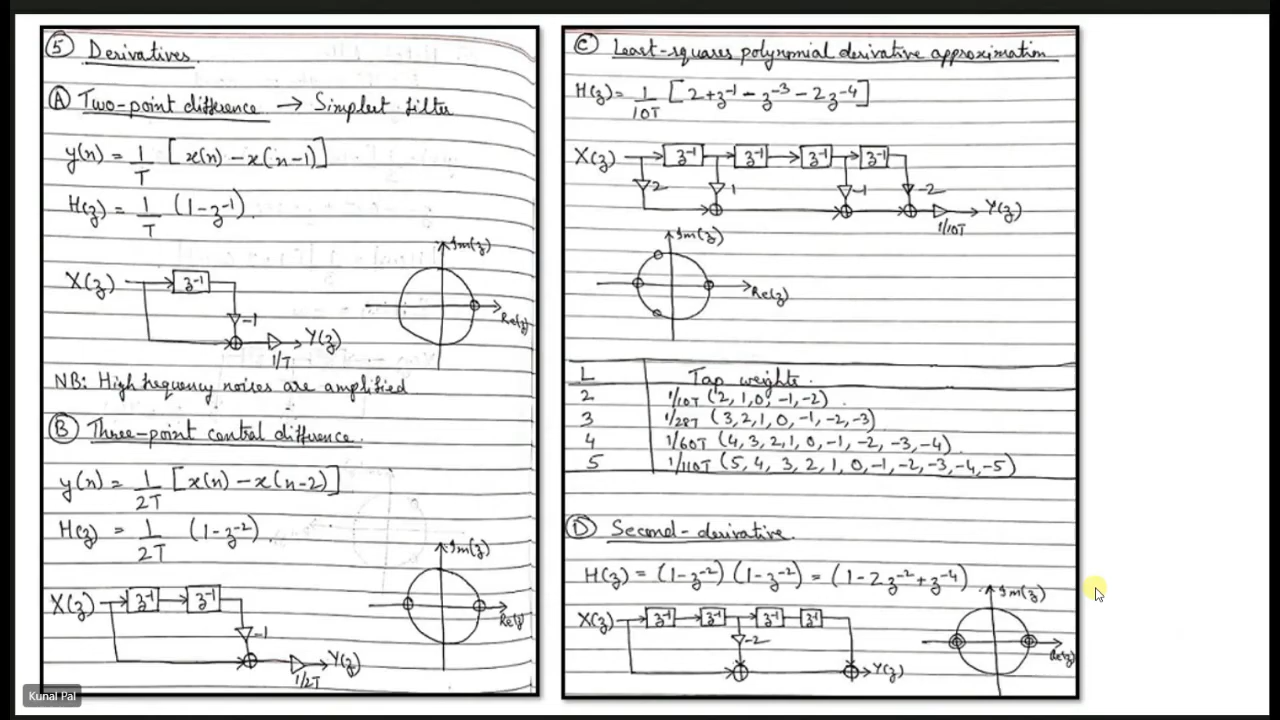 5 Derivatives
A Two-point difference → Simplest filter
y(n) = 1/T [x(n) - x(n-1)]
H(z) = 1/T (1-z⁻¹)
Im(z)
X(z) z⁻¹
Re(z)
-1
Y(z)
1/T
NB: High frequency noises are amplified
B Three-point central difference
y(n) = 1/2T [x(n) - x(n-2)]
H(z) = 1/2T (1-z⁻²)
Im(z)
X(z) z⁻¹ z⁻¹
Re(z)
-1
Y(z)
1/2T
C Least-squares polynomial derivative approximation
H(z) = 1/10T [2+z⁻¹-z⁻³-2z⁻⁴]
X(z) z⁻¹ z⁻¹ z⁻¹ z⁻¹
2 1 -1 -2
Y(z)
1/10T
Im(z)
Re(z)
L Tap weights.
2 1/10T (2, 1, 0, -1, -2)
3 1/28T (3, 2, 1, 0, -1, -2, -3)
4 1/60T (4, 3, 2, 1, 0, -1, -2, -3, -4)
5 1/110T (5, 4, 3, 2, 1, 0, -1, -2, -3, -4, -5)
D Second-derivative
H(z) = (1-z⁻²)(1-z⁻²) = (1-2z⁻²+z⁻⁴)
Im(z)
X(z) z⁻¹ z⁻¹ z⁻¹ z⁻¹
-2
Re(z)
Y(z)
Kunal Pal